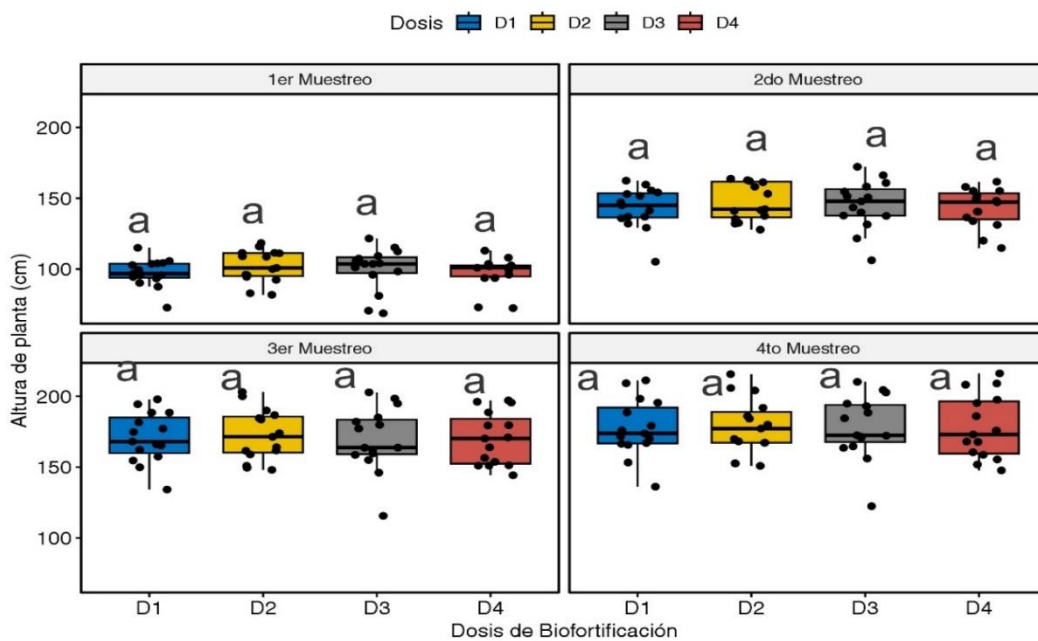 Dosis D1 D2 D3 D4
1er Muestreo
2do Muestreo
a a a a
a a a a
3er Muestreo
4to Muestreo
a a a a
a a a a
200
150
100
200
150
100
Altura de planta (cm)
D1 D2 D3 D4
D1 D2 D3 D4
Dosis de Biofortificación